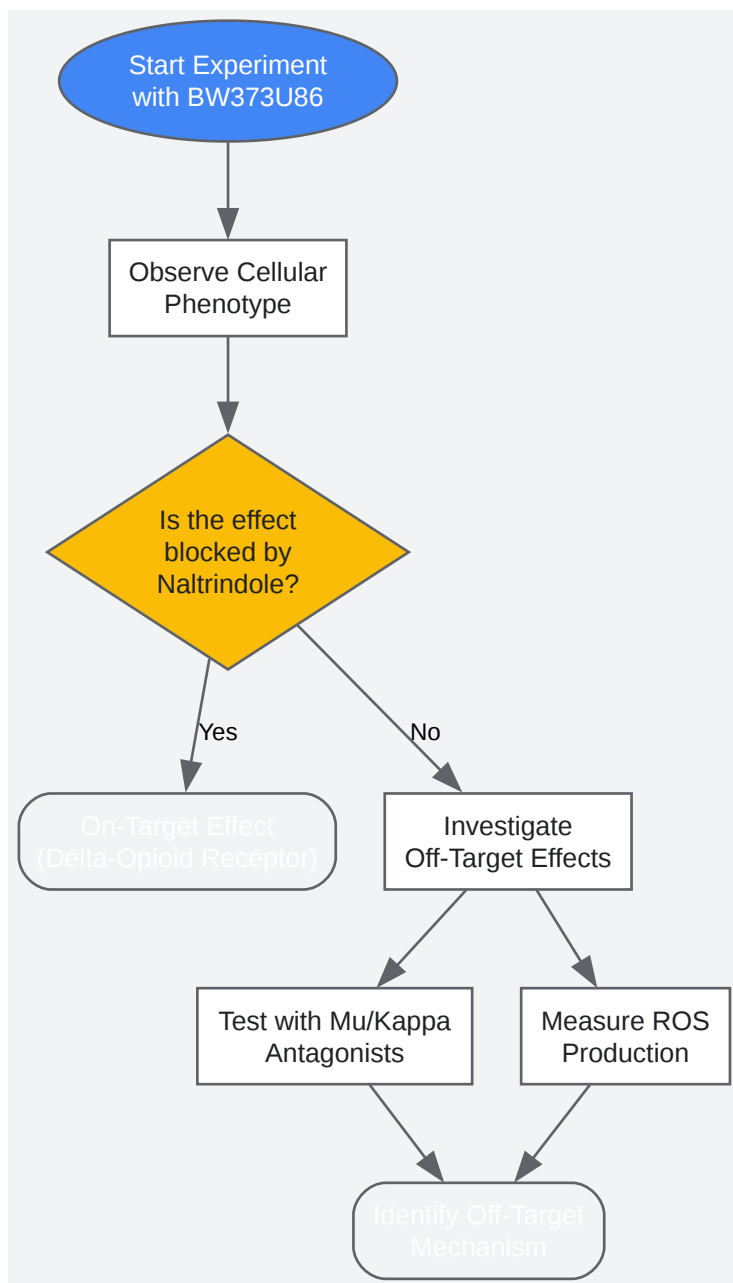 Start Experiment
with BW373U86
Observe Cellular
Phenotype
Is the effect
blocked by
Naltrindole?
Yes
No
On-Target Effect
(Delta-Opioid Receptor)
Investigate
Off-Target Effects
Test with Mu/Kappa
Antagonists
Measure ROS
Production
Identify Off-Target
Mechanism